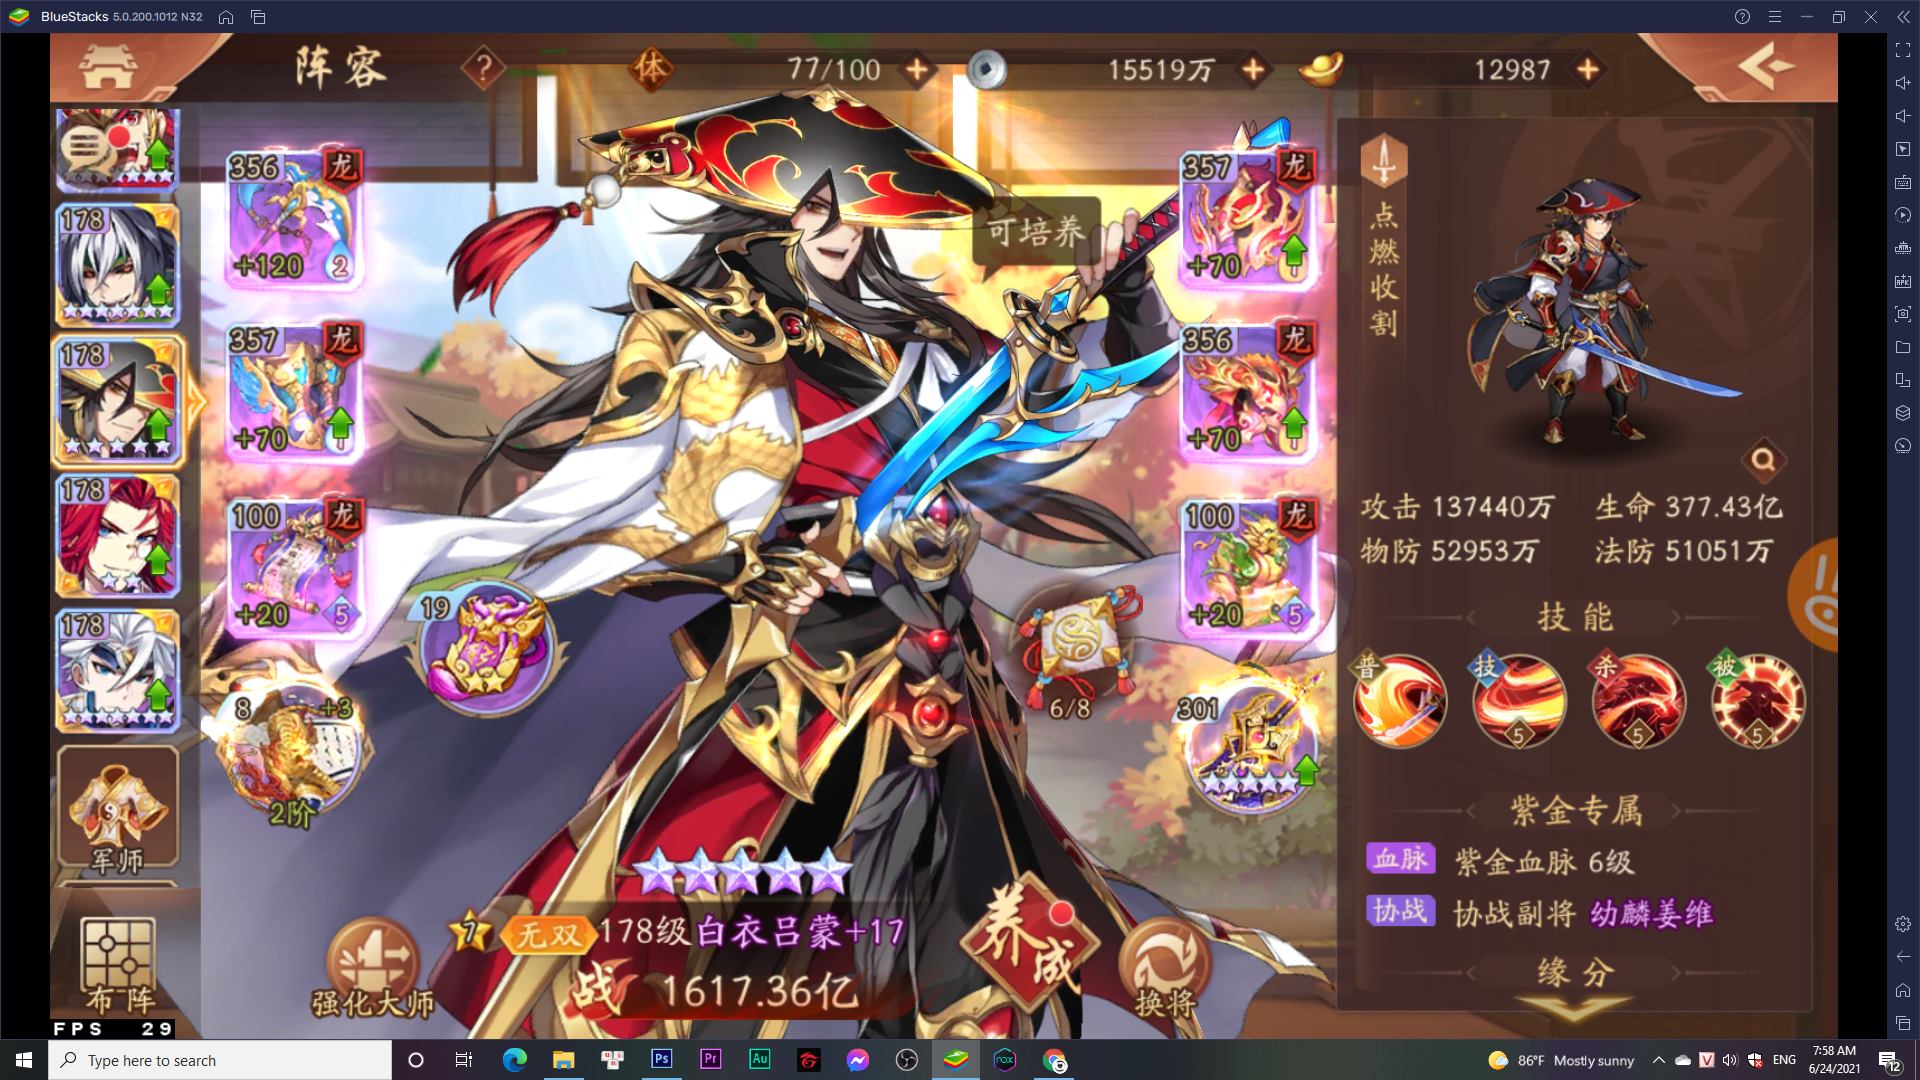 BlueStacks 5.0.200.1012 N32
阵容
?
体
77/100
15519万
12987
356
龙
+120
2
可培养
357
龙
+70
点燃收割
178
357
龙
+70
356
龙
+70
178
攻击 137440万
生命 377.43亿
物防 52953万
法防 51051万
178
100
龙
+20
5
100
龙
+20
5
技能
19
普
技
杀
被
5
5
5
178
6/8
301
8
+3
2阶
军师
紫金专属
血脉 紫金血脉 6级
协战 协战副将 幼麟姜维
缘分
7
无双
178级白衣吕蒙+17
战 1617.36亿
养成
强化大师
换将
布阵
FPS 29
Type here to search
Ps
Pr
Au
nox
86°F Mostly sunny
V
ENG
7:58 AM
6/24/2021
12